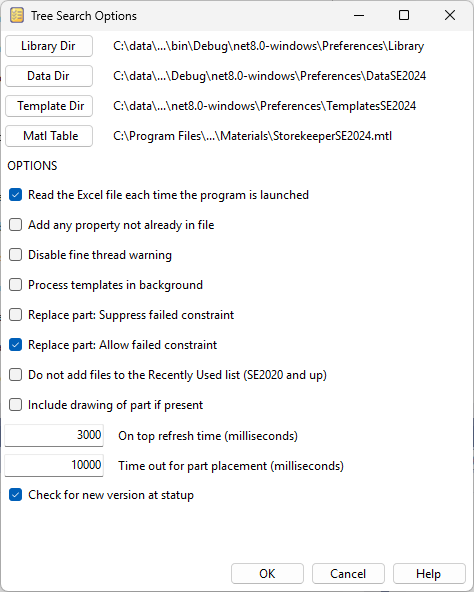 Tree Search Options
Library Dir C:\data\...\bin\Debug\net8.0-windows\Preferences\Library
Data Dir C:\data\...\Debug\net8.0-windows\Preferences\DataSE2024
Template Dir C:\data\...\net8.0-windows\Preferences\TemplatesSE2024
Matl Table C:\Program Files\...\Materials\StorekeeperSE2024.mtl
OPTIONS
Read the Excel file each time the program is launched
Add any property not already in file
Disable fine thread warning
Process templates in background
Replace part: Suppress failed constraint
Replace part: Allow failed constraint
Do not add files to the Recently Used list (SE2020 and up)
Include drawing of part if present
3000 On top refresh time (milliseconds)
10000 Time out for part placement (milliseconds)
Check for new version at statup
OK Cancel Help